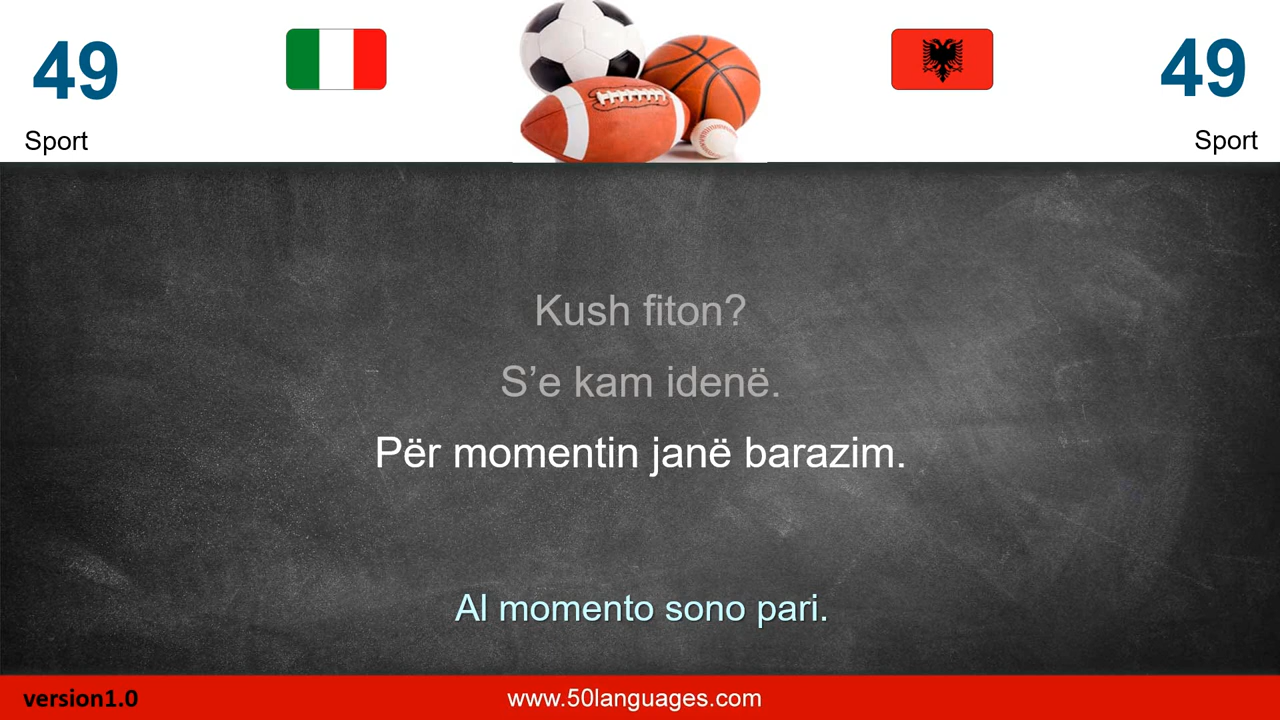 49
49
Sport
Sport
Kush fiton?
S’e kam idenë.
Për momentin janë barazim.
Al momento sono pari.
version1.0
www.50languages.com